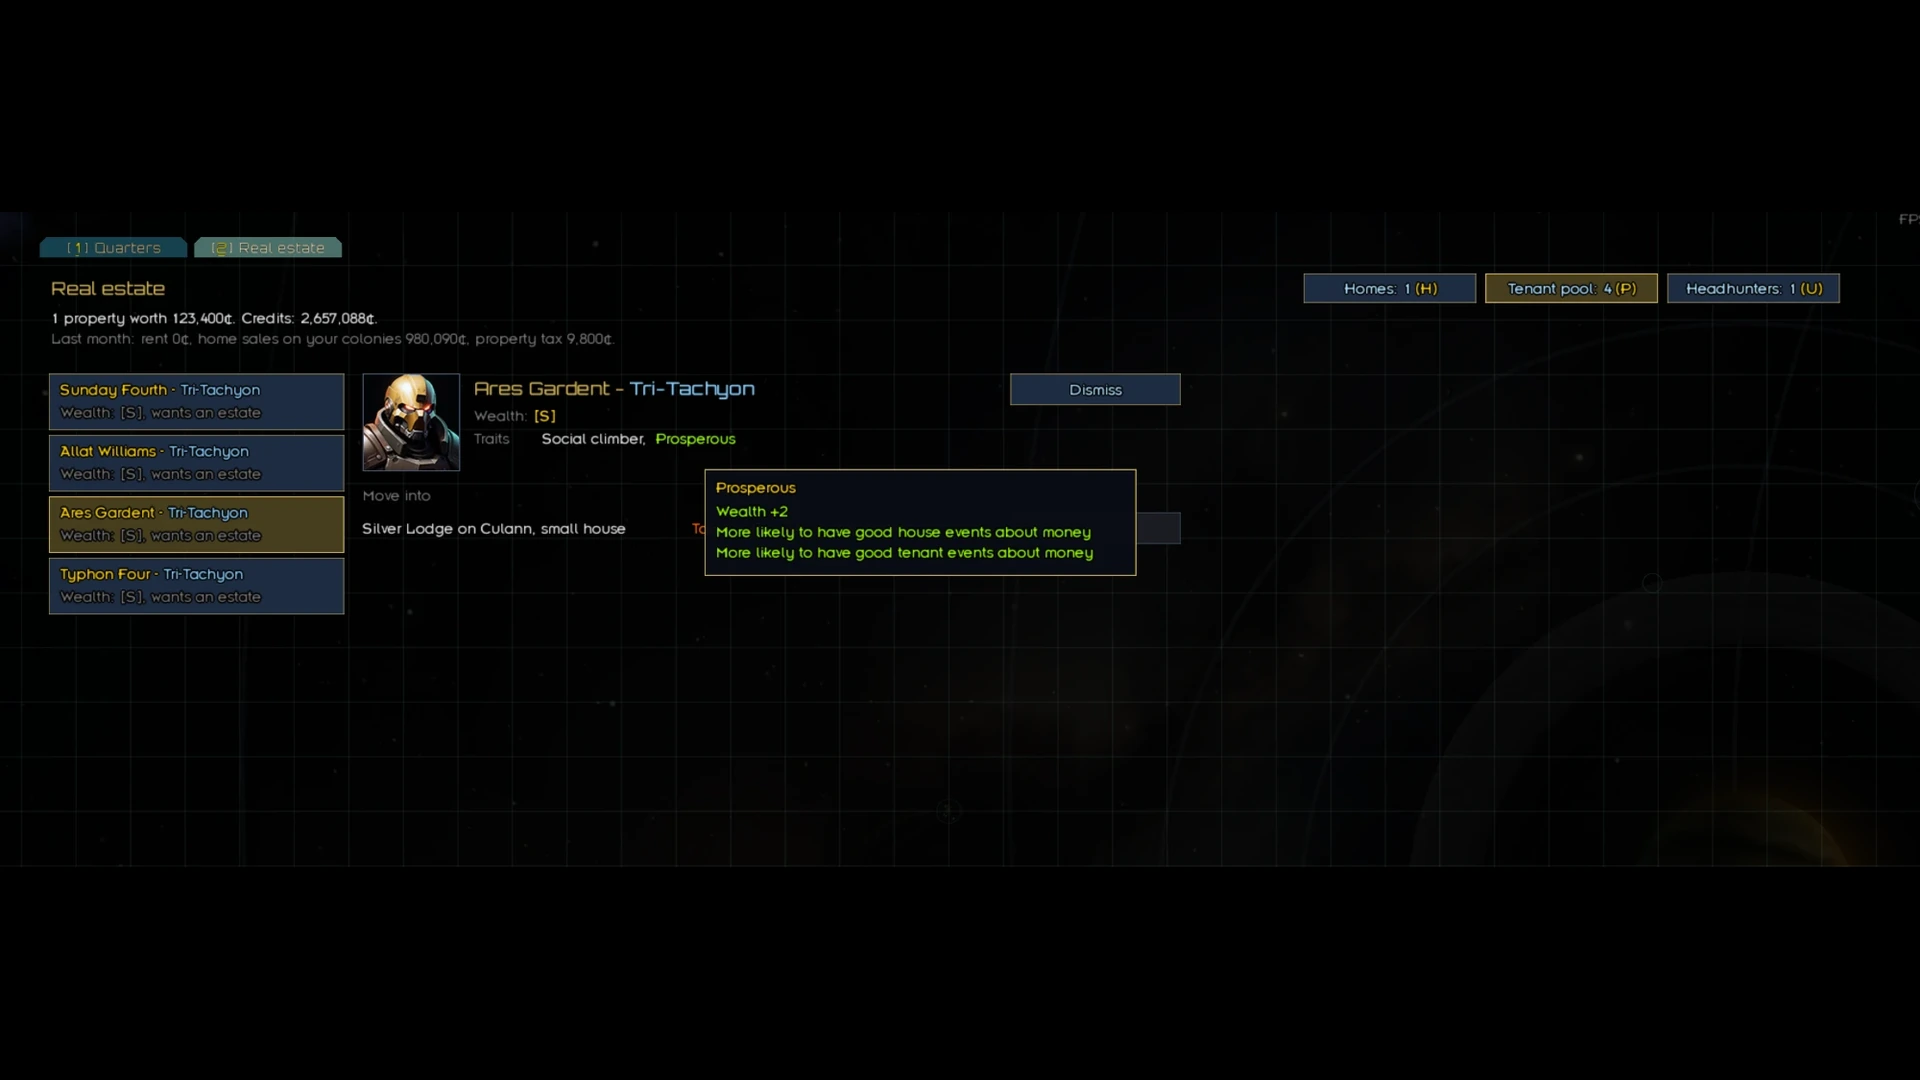 FPS
[1] Quarters
[2] Real estate
Real estate
Homes: 1 (H)
Tenant pool: 4 (P)
Headhunters: 1 (U)
1 property worth 123,400¢. Credits: 2,657,088¢.
Last month: rent 0¢, home sales on your colonies 980,090¢, property tax 9,800¢.
Sunday Fourth - Tri-Tachyon
Wealth: [S], wants an estate
Allat Williams - Tri-Tachyon
Wealth: [S], wants an estate
Ares Gardent - Tri-Tachyon
Wealth: [S], wants an estate
Typhon Four - Tri-Tachyon
Wealth: [S], wants an estate
Ares Gardent - Tri-Tachyon
Wealth: [S]
Traits Social climber, Prosperous
Dismiss
Move into
Silver Lodge on Culann, small house
Prosperous
Wealth +2
More likely to have good house events about money
More likely to have good tenant events about money